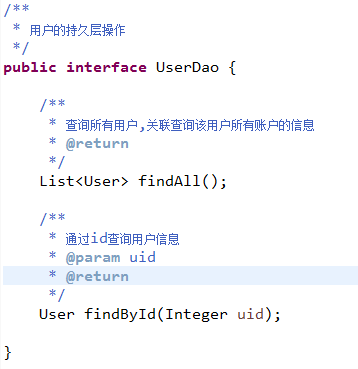 /**
 * 用户的持久层操作
 */
public interface UserDao {
    /**
     * 查询所有用户,关联查询该用户所有账户的信息
     * @return
     */
    List<User> findAll();
    /**
     * 通过id查询用户信息
     * @param uid
     * @return
     */
    User findById(Integer uid);
}